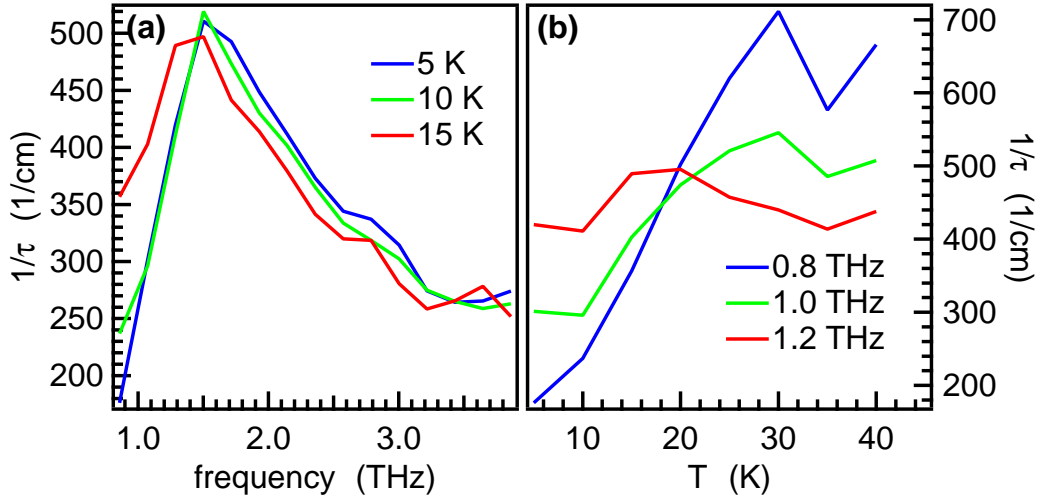 (a)
5 K
10 K
15 K
500
450
400
350
300
250
200
1/τ (1/cm)
1.0 2.0 3.0
frequency (THz)
(b)
0.8 THz
1.0 THz
1.2 THz
700
600
500
400
300
200
1/τ (1/cm)
10 20 30 40
T (K)